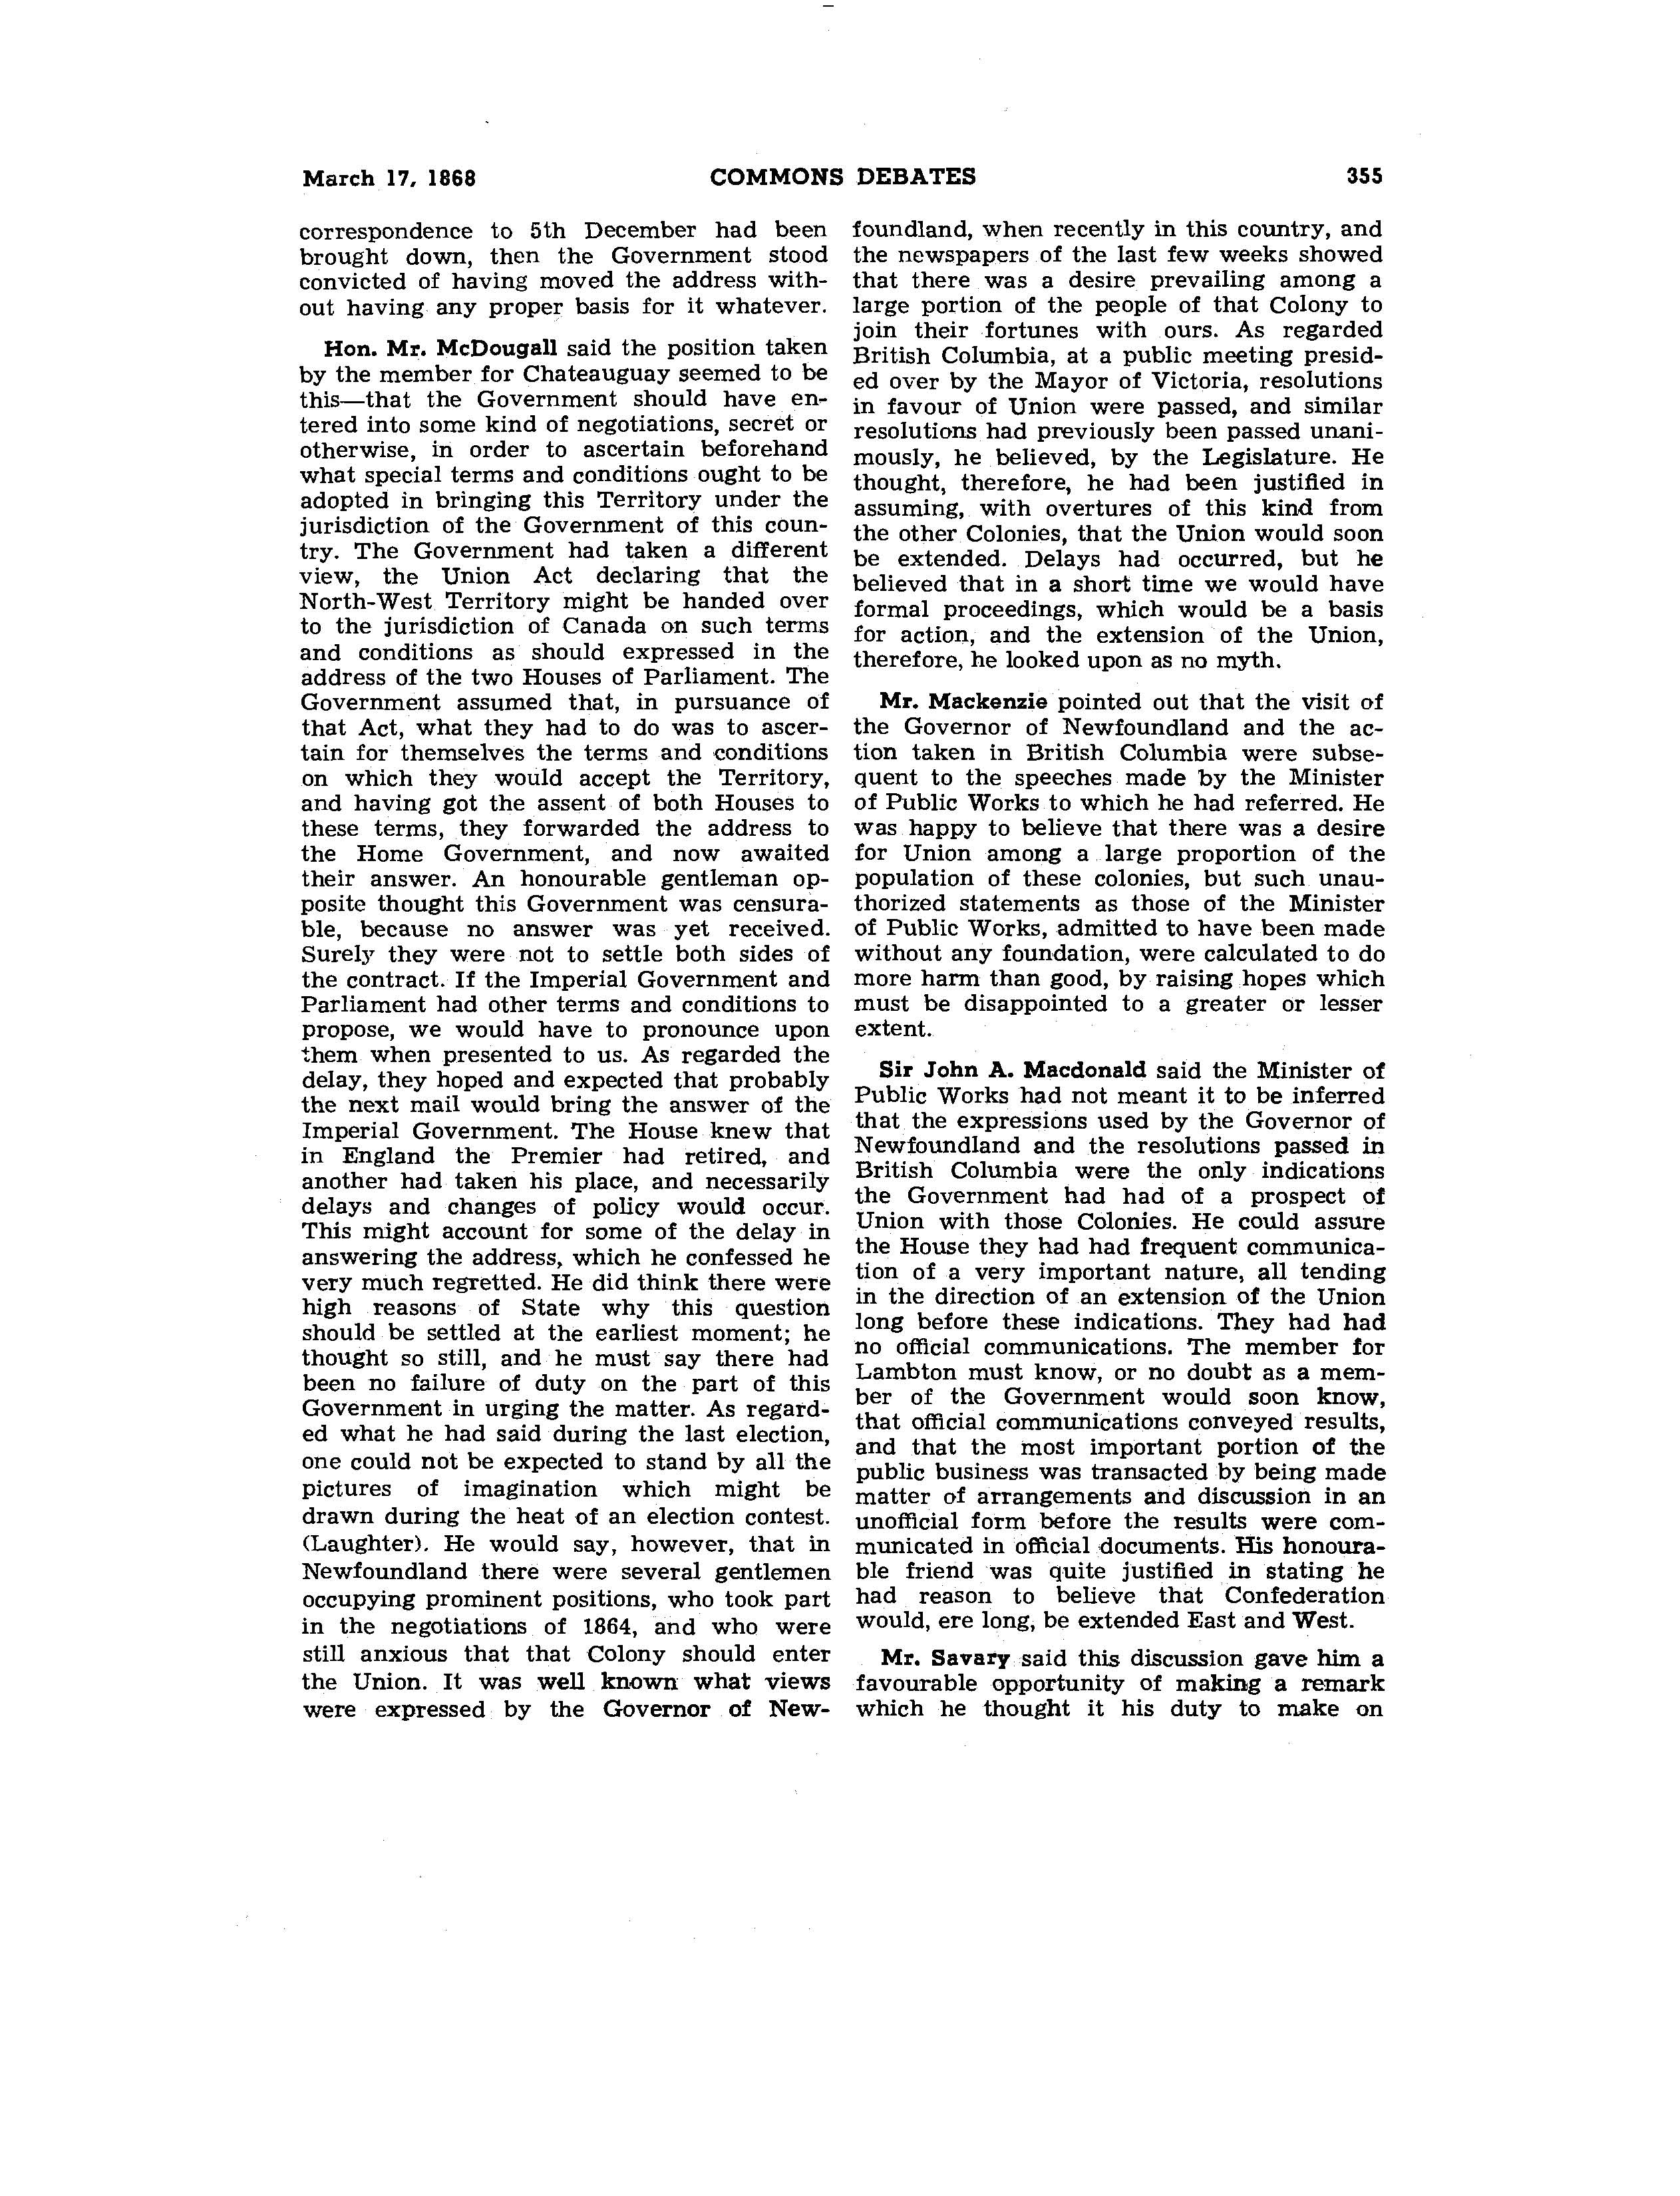 March 17, 1868
COMMONS DEBATES
355
correspondence to 5th December had been
brought down, then the Government stood
convicted of having moved the address with-
out having any proper basis for it whatever.
Hon. Mr. McDougall said the position taken
by the member for Chateauguay seemed to be
this—that the Government should have en-
tered into some kind of negotiations, secret or
otherwise, in order to ascertain beforehand
what special terms and conditions ought to be
adopted in bringing this Territory under the
jurisdiction of the Government of this coun-
try. The Government had taken a different
view, the Union Act declaring that the
North-West Territory might be handed over
to the jurisdiction of Canada on such terms
and conditions as should expressed in the
address of the two Houses of Parliament. The
Government assumed that, in pursuance of
that Act, what they had to do was to ascer-
tain for themselves the terms and conditions
on which they would accept the Territory,
and having got the assent of both Houses to
these terms, they forwarded the address to
the Home Government, and now awaited
their answer. An honourable gentleman op-
posite thought this Government was censura-
ble, because no answer was yet received.
Surely they were not to settle both sides of
the contract. If the Imperial Government and
Parliament had other terms and conditions to
propose, we would have to pronounce upon
them when presented to us. As regarded the
delay, they hoped and expected that probably
the next mail would bring the answer of the
Imperial Government. The House knew that
in England the Premier had retired, and
another had taken his place, and necessarily
delays and changes of policy would occur.
This might account for some of the delay in
answering the address, which he confessed he
very much regretted. He did think there were
high reasons of State why this question
should be settled at the earliest moment; he
thought so still, and he must say there had
been no failure of duty on the part of this
Government in urging the matter. As regard-
ed what he had said during the last election,
one could not be expected to stand by all the
pictures of imagination which might be
drawn during the heat of an election contest.
(Laughter). He would say, however, that in
Newfoundland there were several gentlemen
occupying prominent positions, who took part
in the negotiations of 1864, and who were
still anxious that that Colony should enter
the Union. It was well known what views
were expressed by the Governor of New-
foundland, when recently in this country, and
the newspapers of the last few weeks showed
that there was a desire prevailing among a
large portion of the people of that Colony to
join their fortunes with ours. As regarded
British Columbia, at a public meeting presid-
ed over by the Mayor of Victoria, resolutions
in favour of Union were passed, and similar
resolutions had previously been passed unani-
mously, he believed, by the Legislature. He
thought, therefore, he had been justified in
assuming, with overtures of this kind from
the other Colonies, that the Union would soon
be extended. Delays had occurred, but he
believed that in a short time we would have
formal proceedings, which would be a basis
for action, and the extension of the Union,
therefore, he looked upon as no myth.
Mr. Mackenzie pointed out that the visit of
the Governor of Newfoundland and the ac-
tion taken in British Columbia were subse-
quent to the speeches made by the Minister
of Public Works to which he had referred. He
was happy to believe that there was a desire
for Union among a large proportion of the
population of these colonies, but such unau-
thorized statements as those of the Minister
of Public Works, admitted to have been made
without any foundation, were calculated to do
more harm than good, by raising hopes which
must be disappointed to a greater or lesser
extent.
Sir John A. Macdonald said the Minister of
Public Works had not meant it to be inferred
that the expressions used by the Governor of
Newfoundland and the resolutions passed in
British Columbia were the only indications
the Government had had of a prospect of
Union with those Colonies. He could assure
the House they had had frequent communica-
tion of a very important nature, all tending
in the direction of an extension of the Union
long before these indications. They had had
no official communications. The member for
Lambton must know, or no doubt as a mem-
ber of the Government would soon know,
that official communications conveyed results,
and that the most important portion of the
public business was transacted by being made
matter of arrangements and discussion in an
unofficial form before the results were com-
municated in official documents. His honoura-
ble friend was quite justified in stating he
had reason to believe that Confederation
would, ere long, be extended East and West.
Mr. Savary said this discussion gave him a
favourable opportunity of making a remark
which he thought it his duty to make on